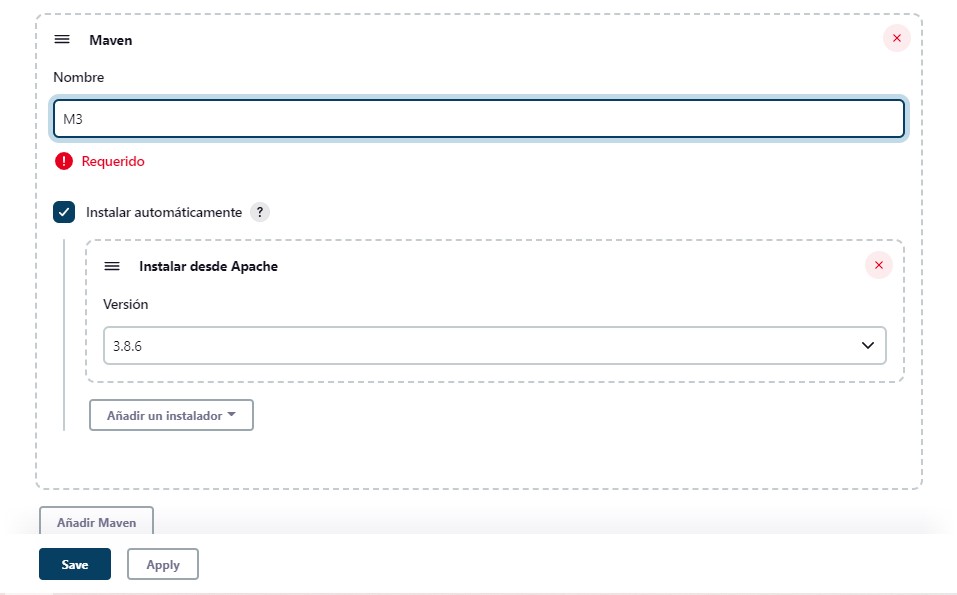 Maven
Nombre
M3
Requerido
Instalar automáticamente ?
Instalar desde Apache
Versión
3.8.6
Añadir un instalador
Añadir Maven
Save
Apply